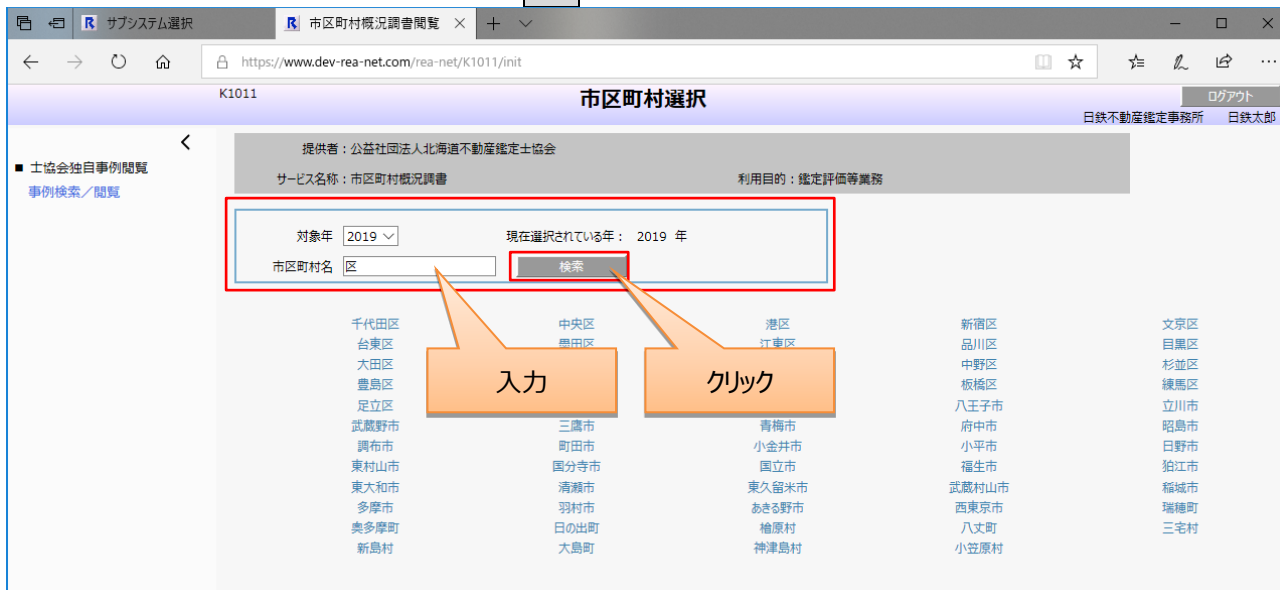 サブシステム選択
市区町村概況調書閲覧
https://www.dev-rea-net.com/rea-net/K1011/init
K1011
市区町村選択
ログアウト
日鉄不動産鑑定事務所 日鉄太郎
■ 士協会独自事例閲覧
事例検索／閲覧
提供者：公益社団法人北海道不動産鑑定士協会
サービス名称：市区町村概況調書 利用目的：鑑定評価等業務
対象年 2019 現在選択されている年： 2019 年
市区町村名 区 検索
千代田区 中央区 港区 新宿区 文京区
台東区 墨田区 江東区 品川区 目黒区
大田区 中野区 杉並区
豊島区 板橋区 練馬区
足立区 八王子市 立川市
入力 クリック
武蔵野市 三鷹市 青梅市 府中市 昭島市
調布市 町田市 小金井市 小平市 日野市
東村山市 国分寺市 国立市 福生市 狛江市
東大和市 清瀬市 東久留米市 武蔵村山市 稲城市
多摩市 羽村市 あきる野市 西東京市 瑞穂町
奥多摩町 日の出町 檜原村 八丈町 三宅村
新島村 大島町 神津島村 小笠原村